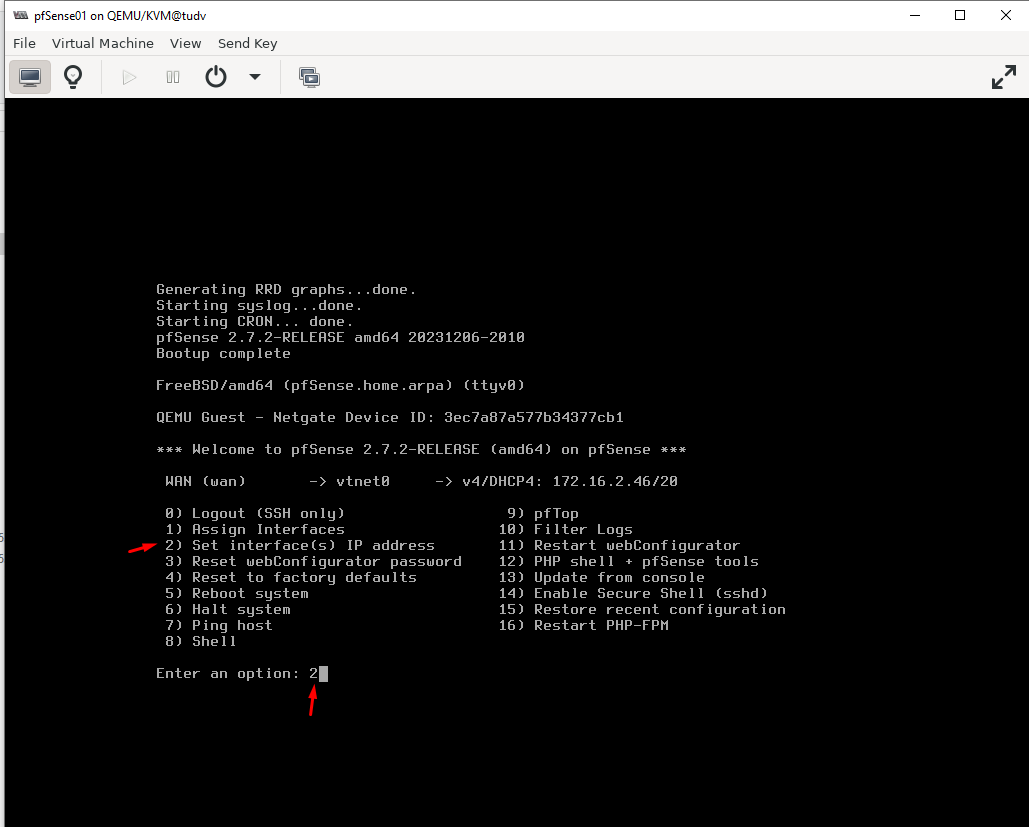 pfSense01 on QEMU/KVM@tudv
File Virtual Machine View Send Key
Generating RRD graphs...done.
Starting syslog...done.
Starting CRON... done.
pfSense 2.7.2-RELEASE amd64 20231206-2010
Bootup complete
FreeBSD/amd64 (pfSense.home.arpa) (ttyv0)
QEMU Guest - Netgate Device ID: 3ec7a87a577b34377cb1
*** Welcome to pfSense 2.7.2-RELEASE (amd64) on pfSense ***
WAN (wan) -> vtnet0 -> v4/DHCP4: 172.16.2.46/20
0) Logout (SSH only) 9) pfTop
1) Assign Interfaces 10) Filter Logs
2) Set interface(s) IP address 11) Restart webConfigurator
3) Reset webConfigurator password 12) PHP shell + pfSense tools
4) Reset to factory defaults 13) Update from console
5) Reboot system 14) Enable Secure Shell (sshd)
6) Halt system 15) Restore recent configuration
7) Ping host 16) Restart PHP-FPM
8) Shell
Enter an option: 2